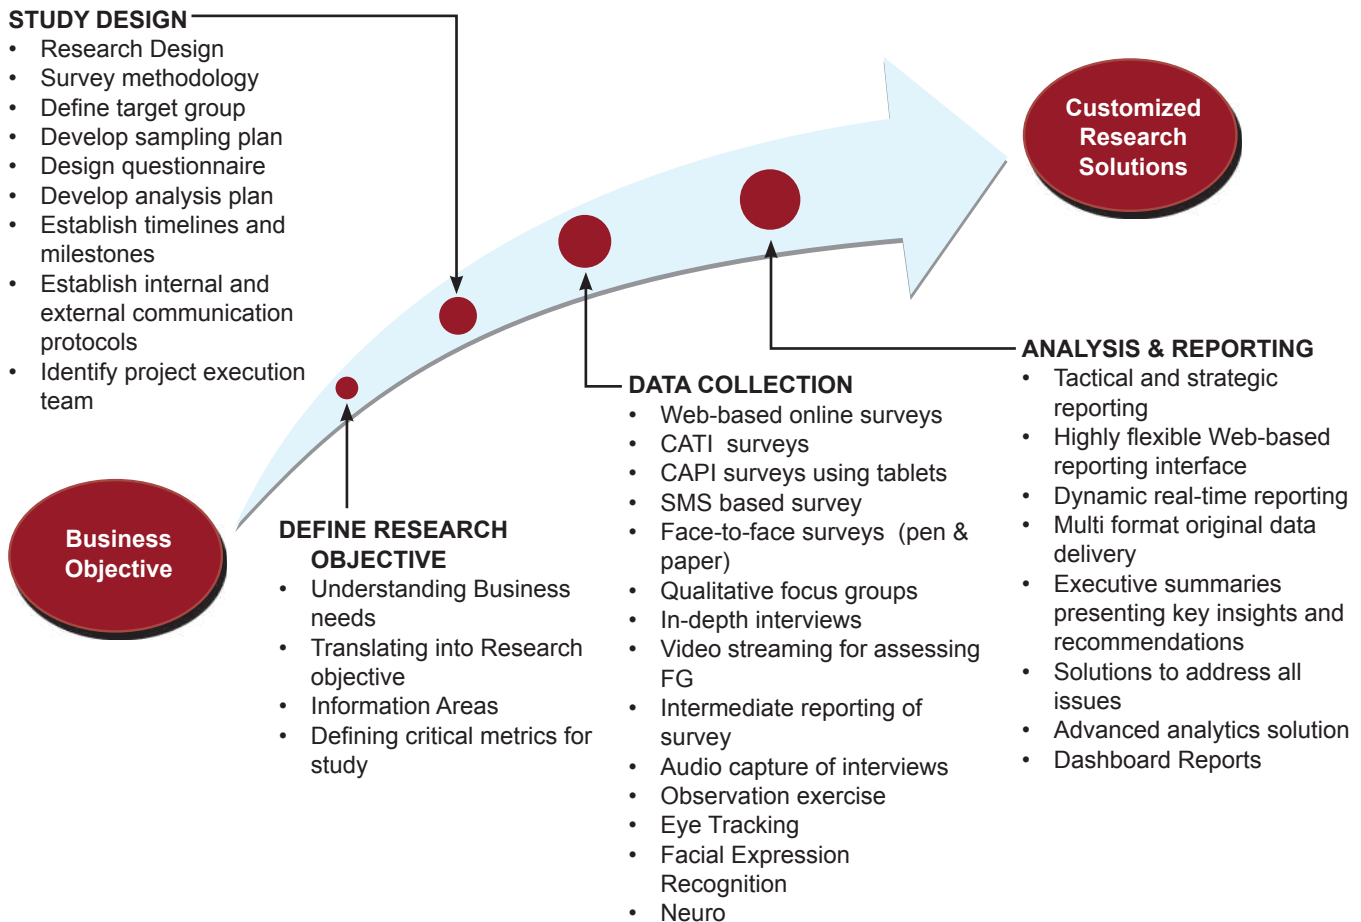 STUDY DESIGN
• Research Design
• Survey methodology
• Define target group
• Develop sampling plan
• Design questionnaire
• Develop analysis plan
• Establish timelines and
milestones
• Establish internal and
external communication
protocols
• Identify project execution
team
Business
Objective
DEFINE RESEARCH
OBJECTIVE
• Understanding Business
needs
• Translating into Research
objective
• Information Areas
• Defining critical metrics for
study
DATA COLLECTION
• Web-based online surveys
• CATI surveys
• CAPI surveys using tablets
• SMS based survey
• Face-to-face surveys (pen &
paper)
• Qualitative focus groups
• In-depth interviews
• Video streaming for assessing
FG
• Intermediate reporting of
survey
• Audio capture of interviews
• Observation exercise
• Eye Tracking
• Facial Expression
Recognition
• Neuro
ANALYSIS & REPORTING
• Tactical and strategic
reporting
• Highly flexible Web-based
reporting interface
• Dynamic real-time reporting
• Multi format original data
delivery
• Executive summaries
presenting key insights and
recommendations
• Solutions to address all
issues
• Advanced analytics solution
• Dashboard Reports
Customized
Research
Solutions